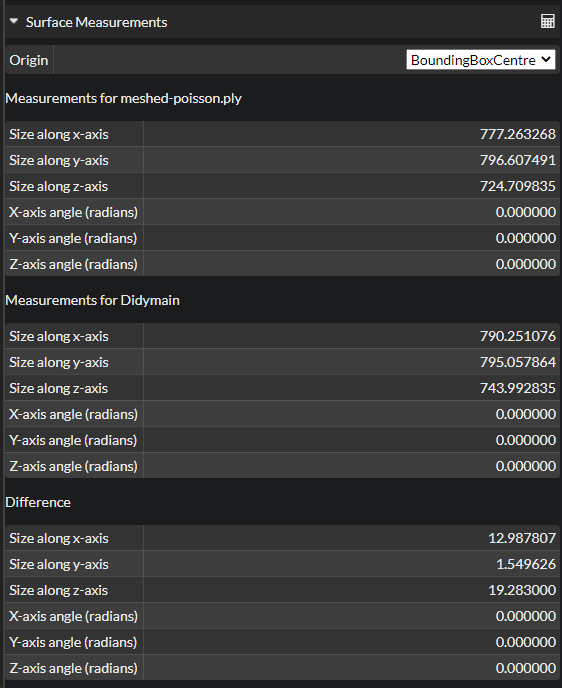 Surface Measurements
Origin BoundingBoxCentre
Measurements for meshed-poisson.ply
Size along x-axis 777.263268
Size along y-axis 796.607491
Size along z-axis 724.709835
X-axis angle (radians) 0.000000
Y-axis angle (radians) 0.000000
Z-axis angle (radians) 0.000000
Measurements for Didymain
Size along x-axis 790.251076
Size along y-axis 795.057864
Size along z-axis 743.992835
X-axis angle (radians) 0.000000
Y-axis angle (radians) 0.000000
Z-axis angle (radians) 0.000000
Difference
Size along x-axis 12.987807
Size along y-axis 1.549626
Size along z-axis 19.283000
X-axis angle (radians) 0.000000
Y-axis angle (radians) 0.000000
Z-axis angle (radians) 0.000000